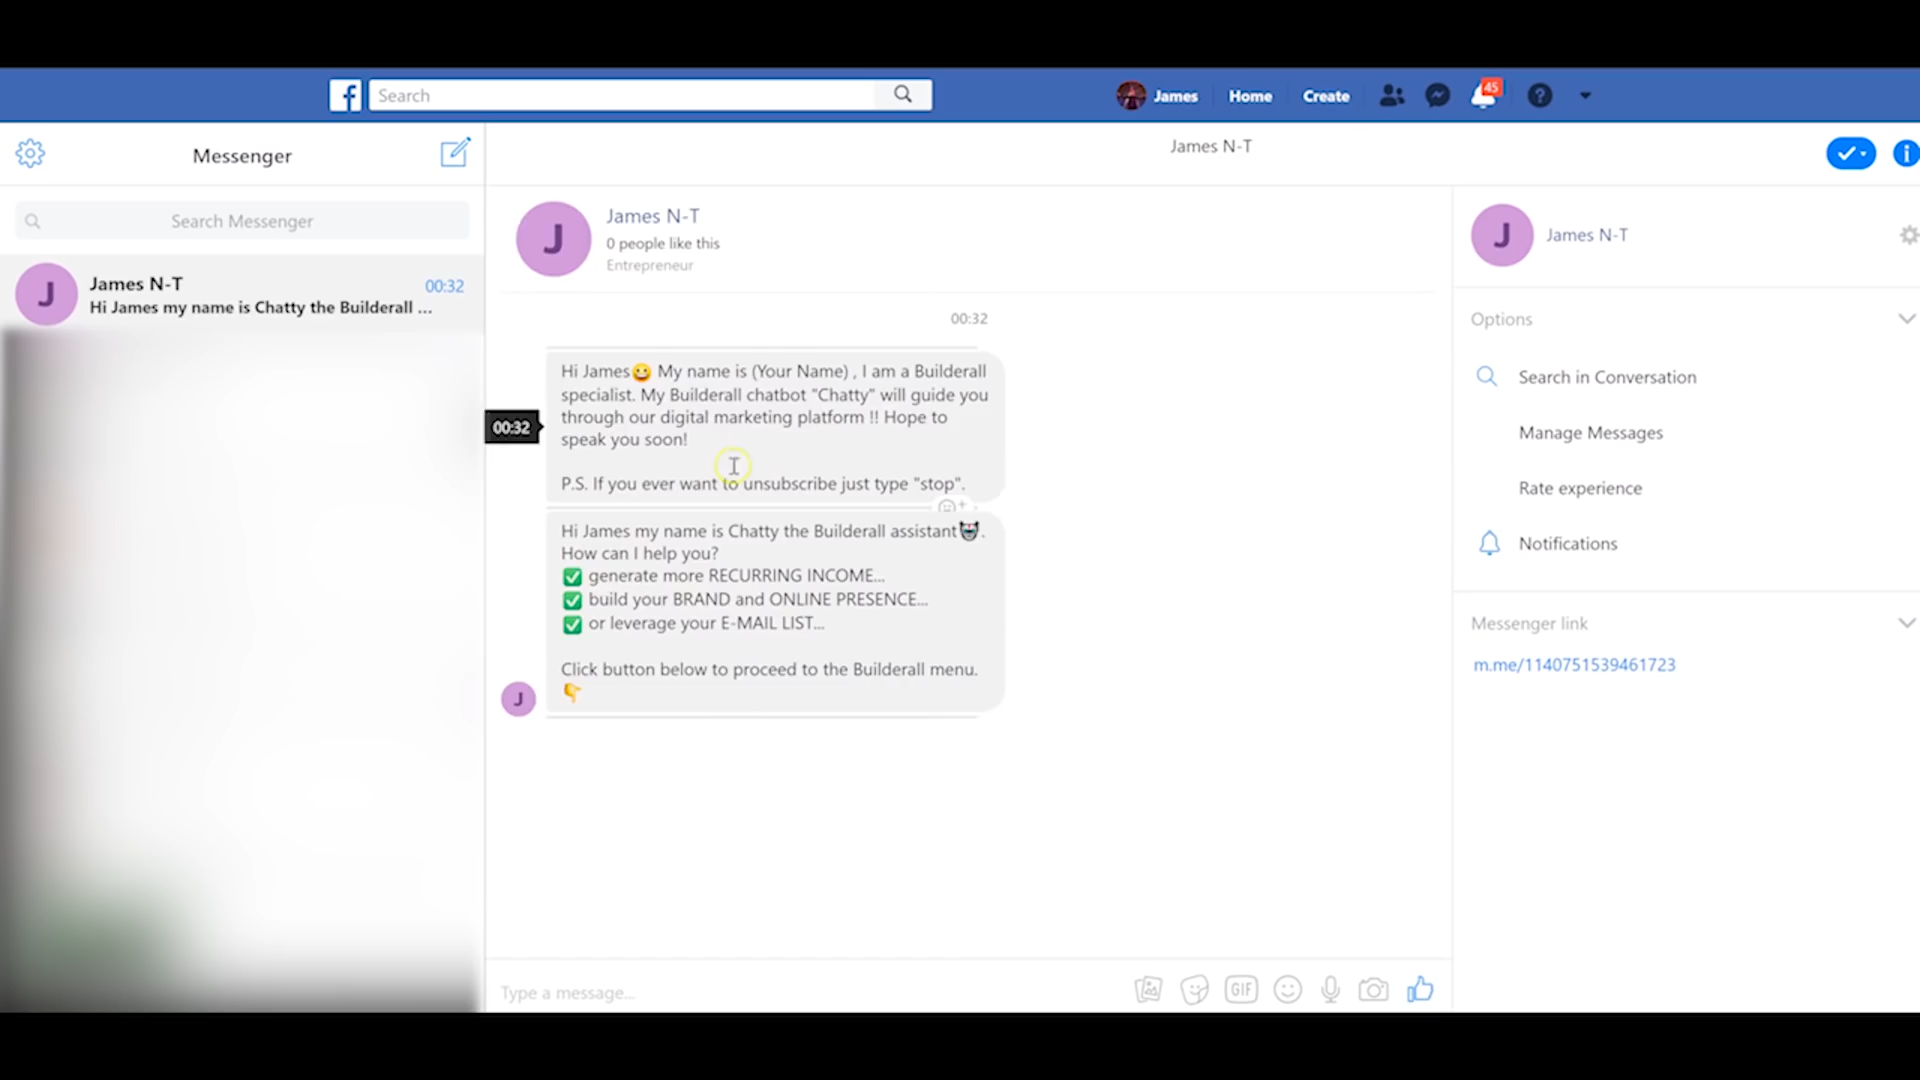 Search
James
Home
Create
45
Messenger
James N-T
Search Messenger
James N-T
00:32
Hi James my name is Chatty the Builderall ...
James N-T
0 people like this
Entrepreneur
00:32
Hi James😀 My name is (Your Name) , I am a Builderall
specialist. My Builderall chatbot "Chatty" will guide you
through our digital marketing platform !! Hope to
speak you soon!
00:32
P.S. If you ever want to unsubscribe just type "stop".
Hi James my name is Chatty the Builderall assistant🤖.
How can I help you?
✅ generate more RECURRING INCOME...
✅ build your BRAND and ONLINE PRESENCE...
✅ or leverage your E-MAIL LIST...
Click button below to proceed to the Builderall menu.
👇
J
J
J
Type a message...
GIF
J
James N-T
Options
Search in Conversation
Manage Messages
Rate experience
Notifications
Messenger link
m.me/1140751539461723